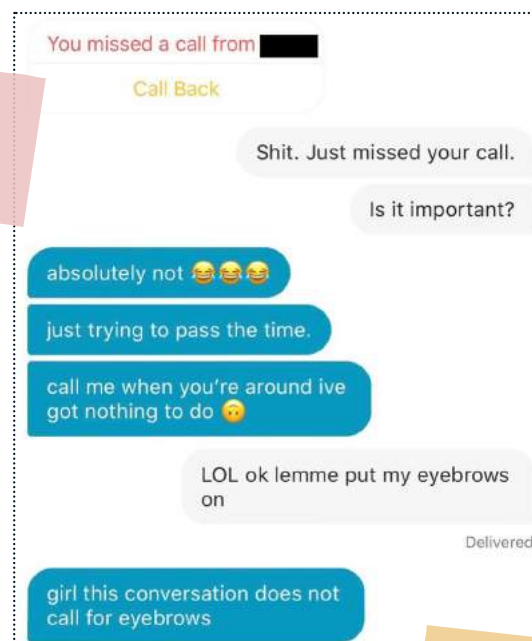 You missed a call from
Call Back
Shit. Just missed your call.
Is it important?
absolutely not 😂😂😂
just trying to pass the time.
call me when you're around ive
got nothing to do 🙃
LOL ok lemme put my eyebrows
on
Delivered
girl this conversation does not
call for eyebrows